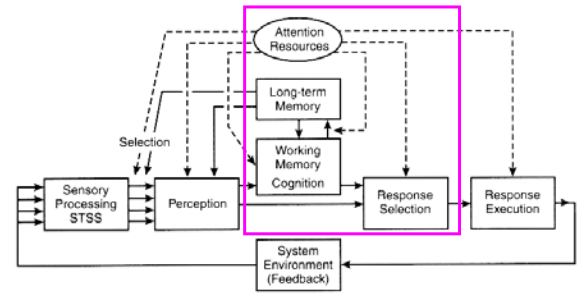 Attention
Resources
Long-term
Memory
Selection
Working
Memory
Cognition
Sensory
Processing
STSS
Perception
Response
Selection
Response
Execution
System
Environment
(Feedback)